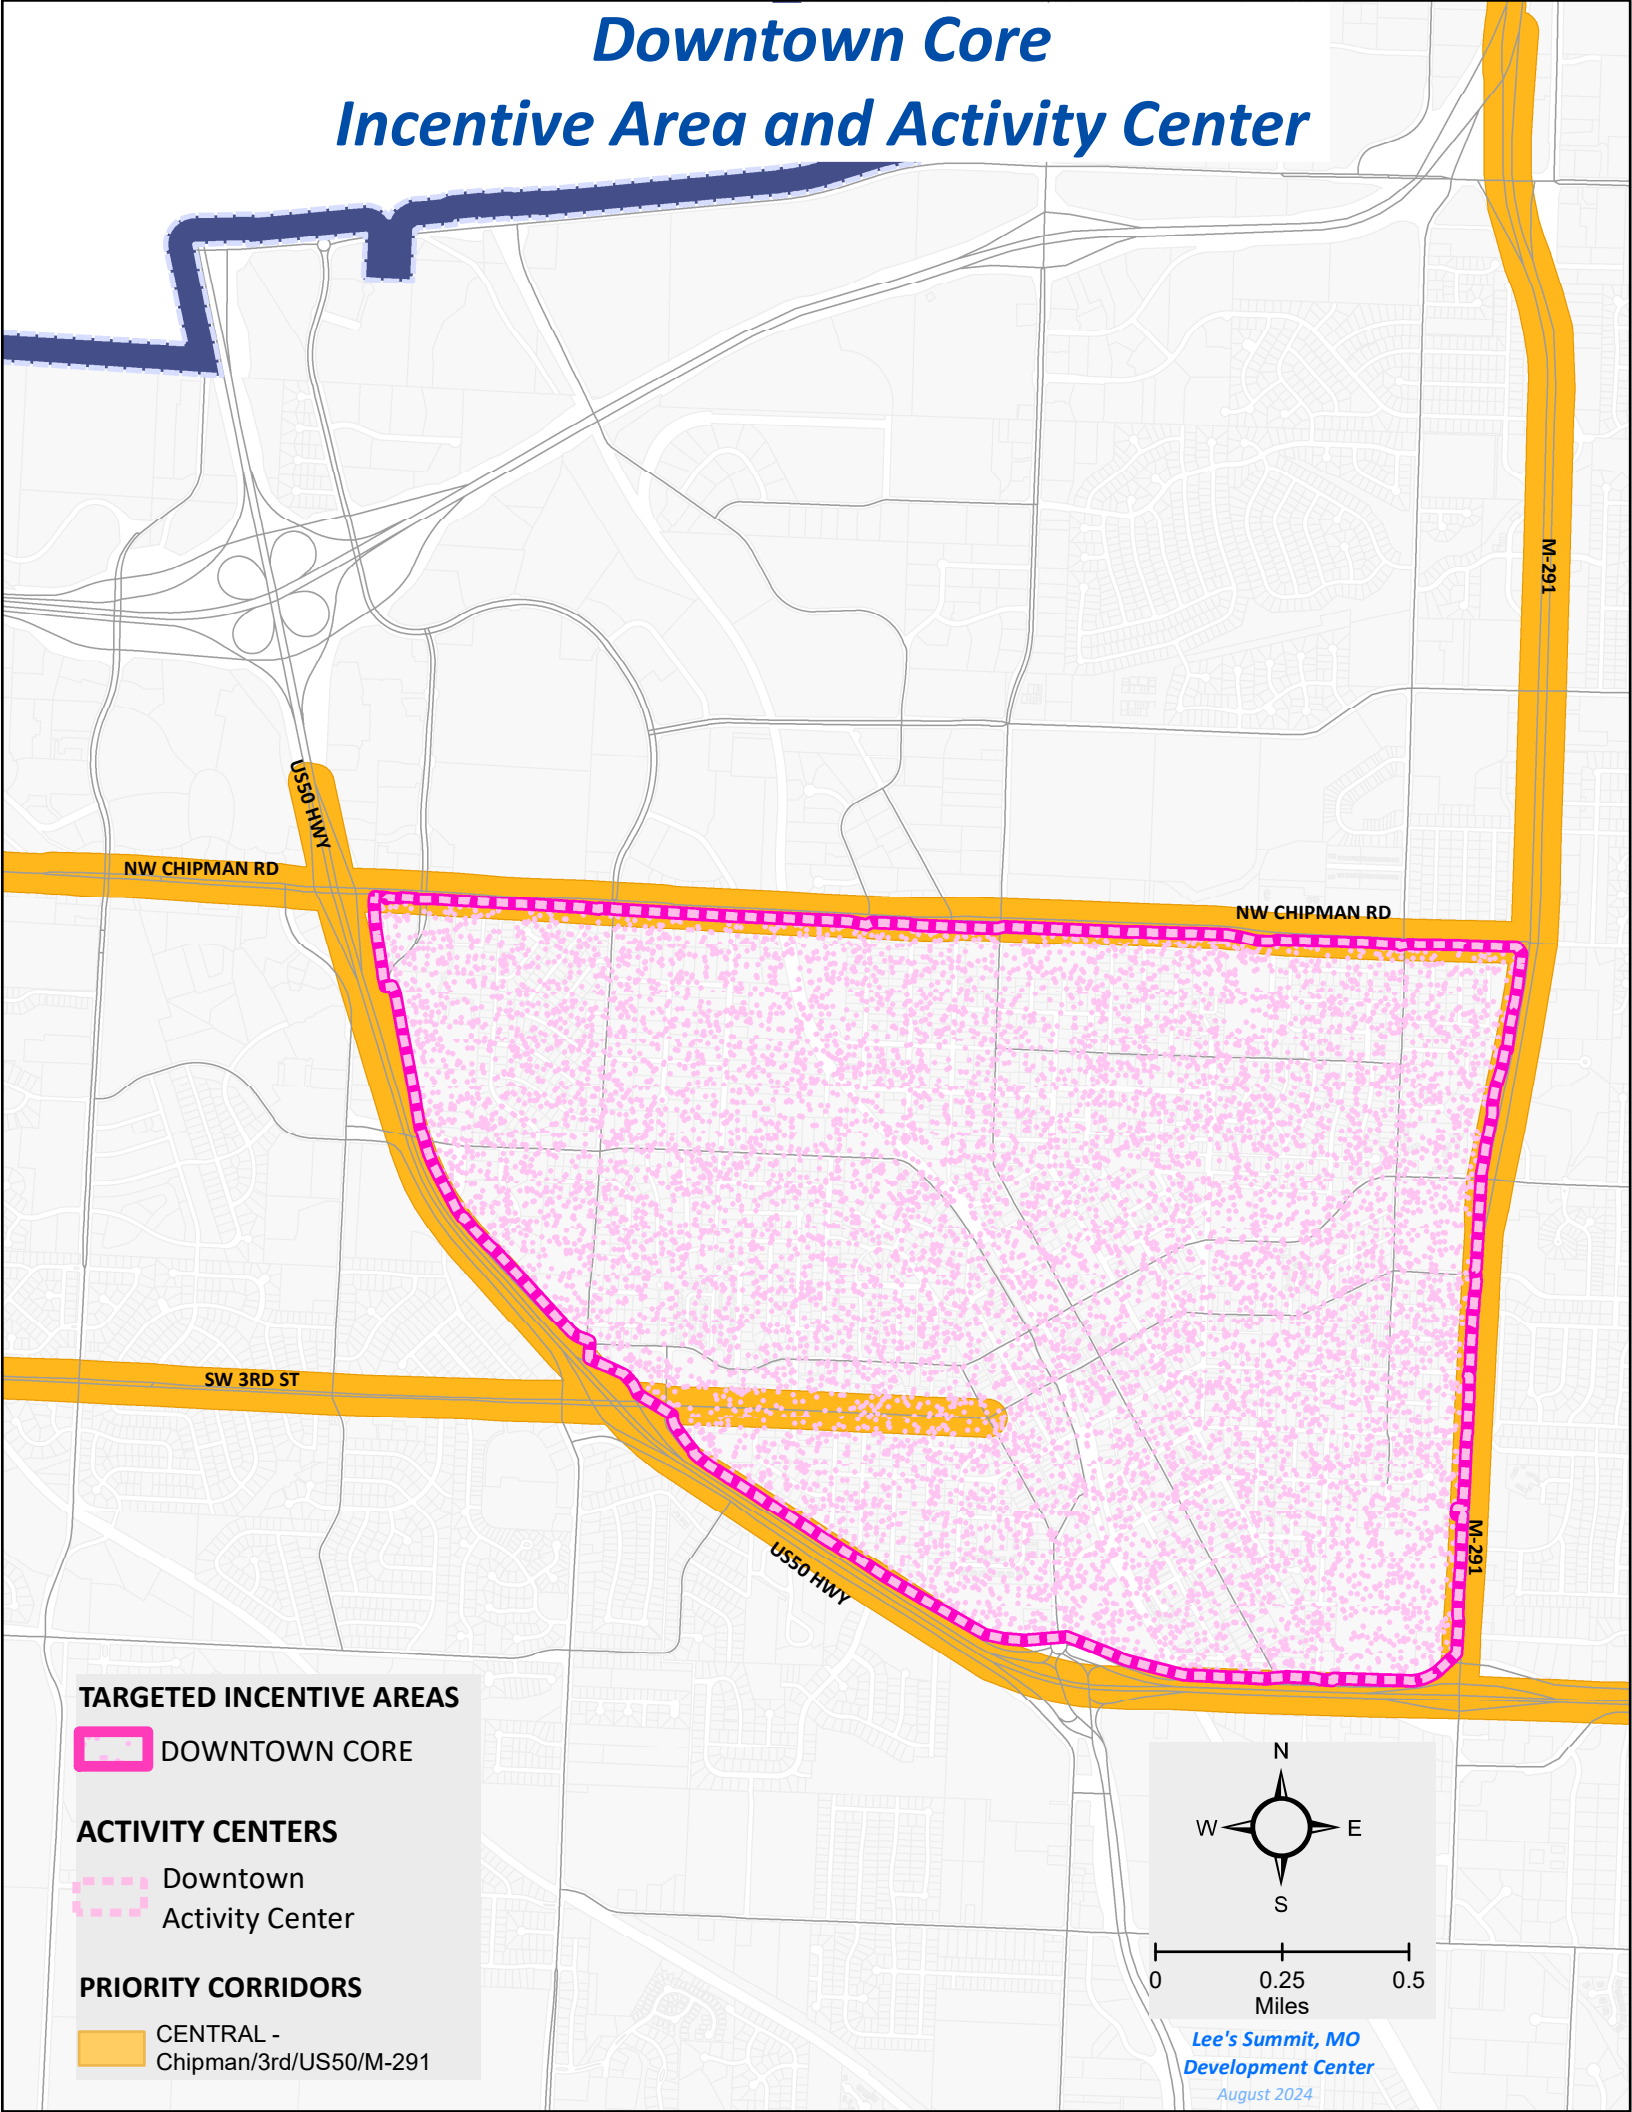 Downtown Core
Incentive Area and Activity Center
M-291
US50 HWY
NW CHIPMAN RD
NW CHIPMAN RD
SW 3RD ST
US50 HWY
M-291
TARGETED INCENTIVE AREAS
DOWNTOWN CORE
ACTIVITY CENTERS
Downtown
Activity Center
PRIORITY CORRIDORS
CENTRAL -
Chipman/3rd/US50/M-291
N
W E
S
0 0.25 0.5
Miles
Lee's Summit, MO
Development Center
August 2024